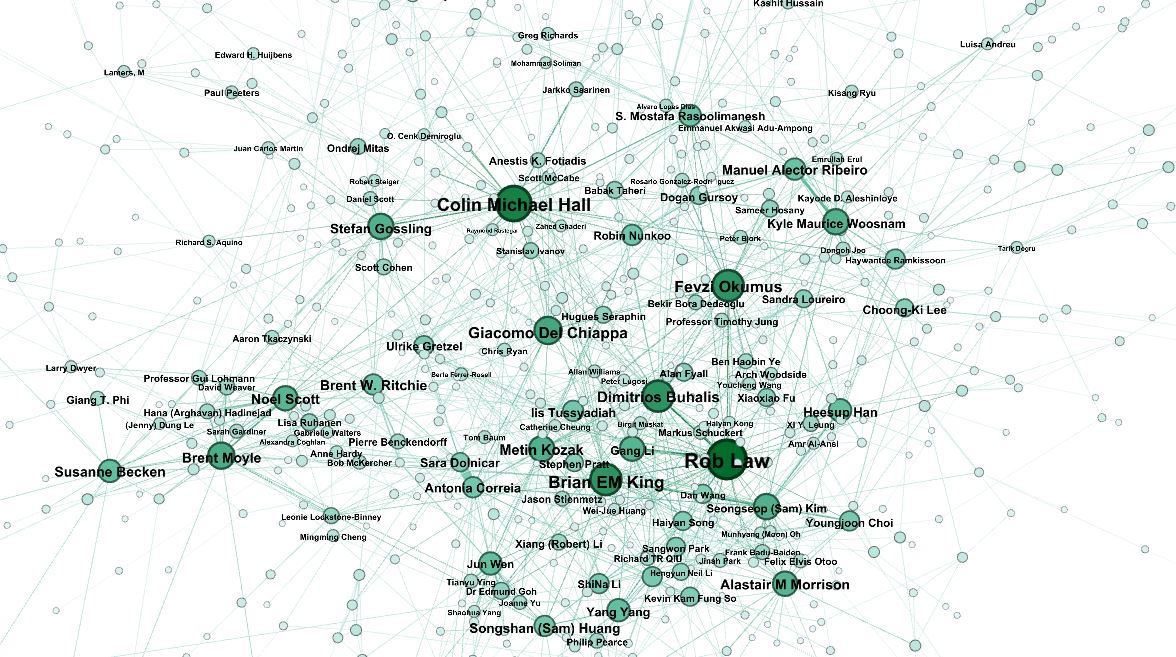 Kashif Hussain
Greg Richards
Luisa Andreu
Edward H. Huijbens
Mohammad Soliman
Lamers, M
Paul Peeters
Jarkko Saarinen
Kisang Ryu
Alvaro Lopes Dias
S. Mostafa Rasoolimanesh
Emmanuel Akwasi Adu-Ampong
O. Cenk Demiroglu
Juan Carlos Martin
Ondrej Mitas
Anestis K. Fotiadis
Emrullah Erul
Manuel Alector Ribeiro
Scott McCabe
Robert Steiger
Rosario Gonzalez-Rodriguez
Babak Taheri
Daniel Scott
Dogan Gursoy
Kayode D. Aleshinloye
Colin Michael Hall
Sameer Hosany
Kyle Maurice Woosnam
Stefan Gossling
Zahed Ghaderi
Robin Nunkoo
Peter Bjork
Richard S. Aquino
Stanislav Ivanov
Dongoh Joo
Haywantee Ramkissoon
Scott Cohen
Fevzi Okumus
Bekir Bora Dedeoglu
Sandra Loureiro
Choong-Ki Lee
Hugues Seraphin
Professor Timothy Jung
Giacomo Del Chiappa
Aaron Tkaczynski
Ulrike Gretzel
Chris Ryan
Ben Haobin Ye
Larry Dwyer
Berta Ferrer-Rosell
Allan Williams
Alan Fyall
Arch Woodside
Professor Gui Lohmann
David Weaver
Brent W. Ritchie
Peter Lugosi
Youcheng Wang
Giang T. Phi
Noel Scott
Dimitrios Buhalis
Xiaoxiao Fu
Hana (Arghavan) Hadinejad
Iis Tussyadiah
Heesup Han
(Jenny) Dung Le
Lisa Ruhanen
Catherine Cheung
Birgit Muskat
Haiyan Kong
Xi Y. Leung
Sarah Gardiner
Gabrielle Walters
Markus Schuckert
Alexandra Coghlan
Pierre Benckendorff
Tom Baum
Amr Al-Ansi
Anne Hardy
Metin Kozak
Gang Li
Brent Moyle
Bob McKercher
Sara Dolnicar
Stephen Pratt
Rob Law
Susanne Becken
Brian EM King
Antonia Correia
Dan Wang
Jason Stienmetz
Seongseop (Sam) Kim
Wei-Jue Huang
Leonie Lockstone-Binney
Haiyan Song
Youngjoon Choi
Mingming Cheng
Munhyang (Moon) Oh
Xiang (Robert) Li
Sangwon Park
Frank Badu-Baiden
Richard TR QIU
Jinah Park
Felix Elvis Otoo
Jun Wen
Hengyun Neil Li
Tianyu Ying
ShiNa Li
Alastair M Morrison
Dr Edmund Goh
Kevin Kam Fung So
Joanne Yu
Shaohua Yang
Yang Yang
Songshan (Sam) Huang
Philip Pearce